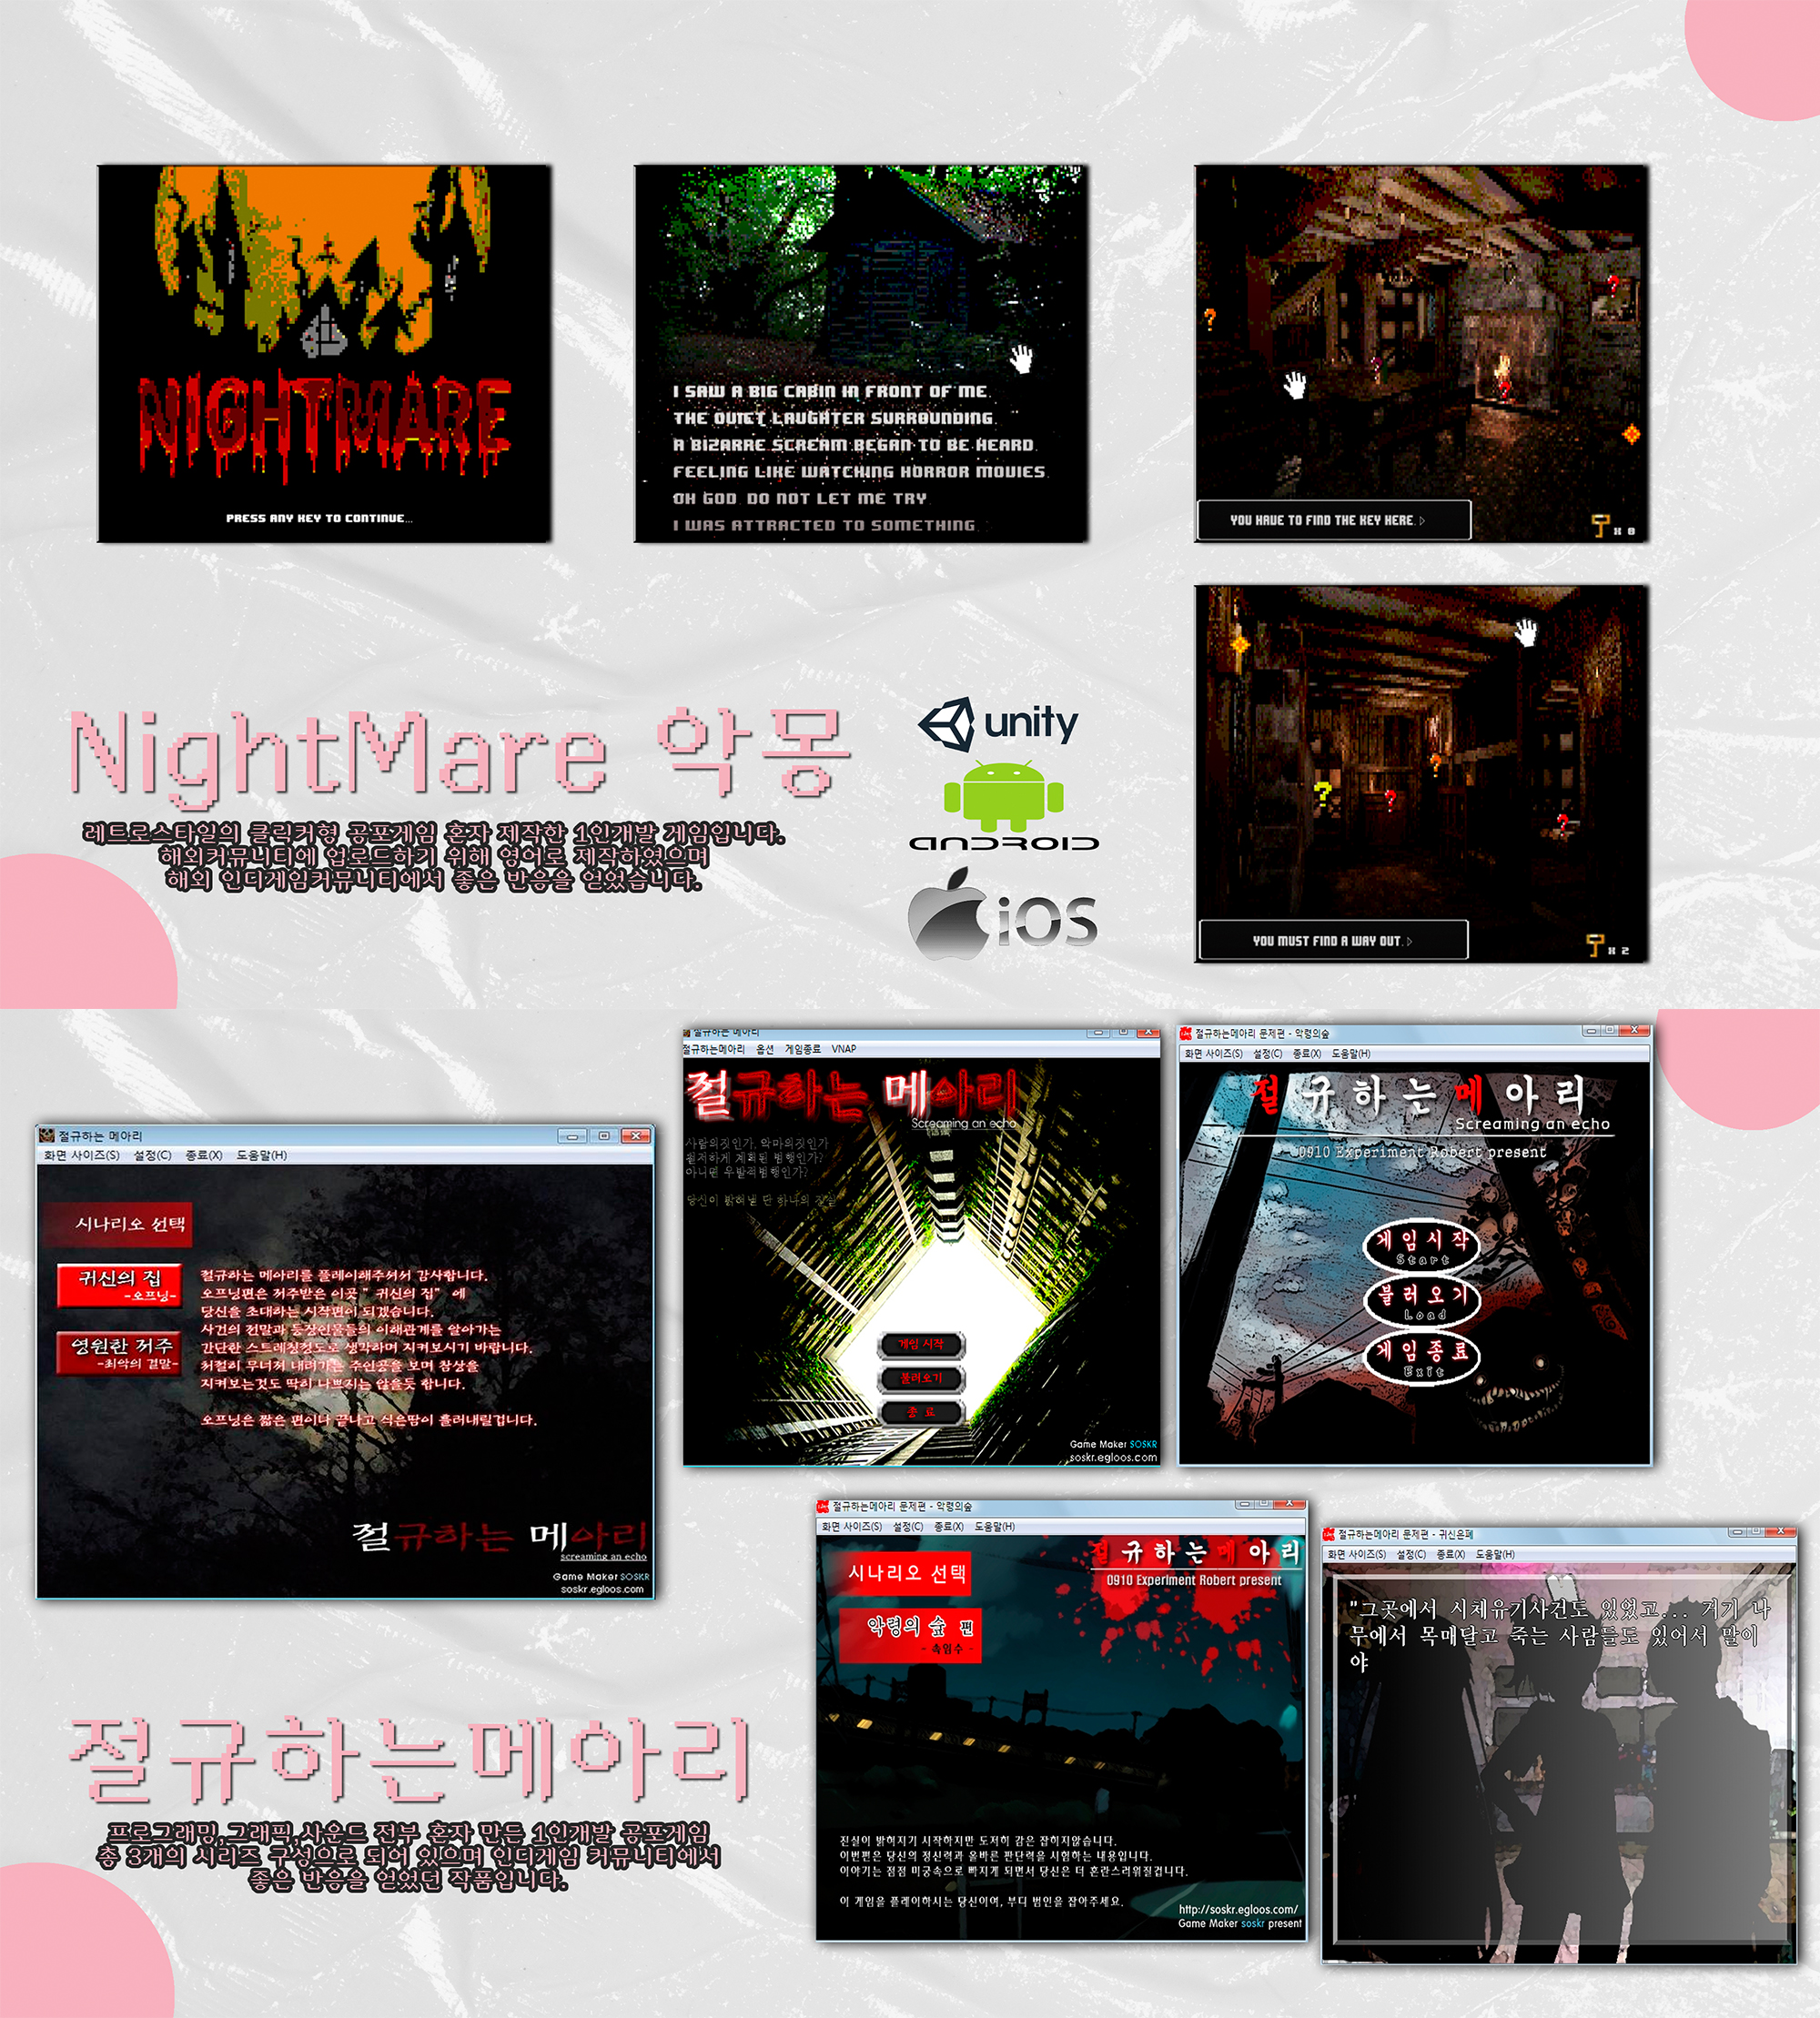 NIGHTMARE
PRESS ANY KEY TO CONTINUE...
I SAW A BIG CABIN IN FRONT OF ME.
THE QUIET LAUGHTER SURROUNDING.
A BIZARRE SCREAM BEGAN TO BE HEARD.
FEELING LIKE WATCHING HORROR MOVIES.
OH GOD DO NOT LET ME TRY
I WAS ATTRACTED TO SOMETHING.
YOU HAVE TO FIND THE KEY HERE.
X 0
YOU MUST FIND A WAY OUT.
X 2
NightMare 악몽
레트로스타일의 클릭커형 공포게임 혼자 제작한 1인개발 게임입니다.
해외커뮤니티에 업로드하기 위해 영어로 제작하였으며
해외 인디게임커뮤니티에서 좋은 반응을 얻었습니다.
unity
ANDROID
iOS
절규하는 메아리
화면 사이즈(S) 설정(C) 종료(X) 도움말(H)
시나리오 선택
귀신의 집
-오프닝-
영원한 저주
-최악의 결말-
절규하는 메아리를 플레이해주셔서 감사합니다.
오프닝편은 저주받은 이곳 " 귀신의 집" 에
당신을 초대하는 시작편이 되겠습니다.
사건의 전말과 등장인물들의 이해관계를 알아가는
간단한 스트레칭정도로 생각하며 지켜보시기 바랍니다.
처절히 무너져 내려가는 주인공을 보며 참상을
지켜보는것도 딱히 나쁘지는 않을듯 합니다.
오프닝은 짧은 편이나 끝나고 식은땀이 흘러내릴겁니다.
절규하는 메아리
screaming an echo
Game Maker SOSKR
soskr.egloos.com
절규하는 메아리
절규하는메아리 옵션 게임종료 VNAP
절규하는 메아리
Screaming an echo
사람의짓인가, 악마의짓인가
철저하게 계획된 범행인가?
아니면 우발적범행인가?
당신이 밝혀낼 단 하나의 진실
게임 시작
불러오기
종 료
Game Maker SOSKR
soskr.egloos.com
절규하는메아리 문제편 - 악령의숲
화면 사이즈(S) 설정(C) 종료(X) 도움말(H)
절규하는 메아리
Screaming an echo
0910 Experiment Robert present
게임시작
Start
불러오기
Load
게임종료
Exit
절규하는메아리 문제편 - 악령의숲
화면 사이즈(S) 설정(C) 종료(X) 도움말(H)
절규하는 메아리
0910 Experiment Robert present
시나리오 선택
악령의 숲 편
- 속임수 -
진실이 밝혀지기 시작하지만 도저히 감은 잡히지않습니다.
이번편은 당신의 정신력과 올바른 판단력을 시험하는 내용입니다.
이야기는 점점 미궁속으로 빠지게 되면서 당신은 더 혼란스러워질겁니다.
이 게임을 플레이하시는 당신이여, 부디 범인을 잡아주세요.
http://soskr.egloos.com/
Game Maker soskr present
절규하는메아리 문제편 - 귀신은폐
화면 사이즈(S) 설정(C) 종료(X) 도움말(H)
"그곳에서 시체유기사건도 있었고... 거기 나
무에서 목매달고 죽는 사람들도 있어서 말이
야
절규하는메아리
프로그래밍,그래픽,사운드 전부 혼자 만든 1인개발 공포게임
총 3개의 시리즈 구성으로 되어 있으며 인디게임 커뮤니티에서
좋은 반응을 얻었던 작품입니다.